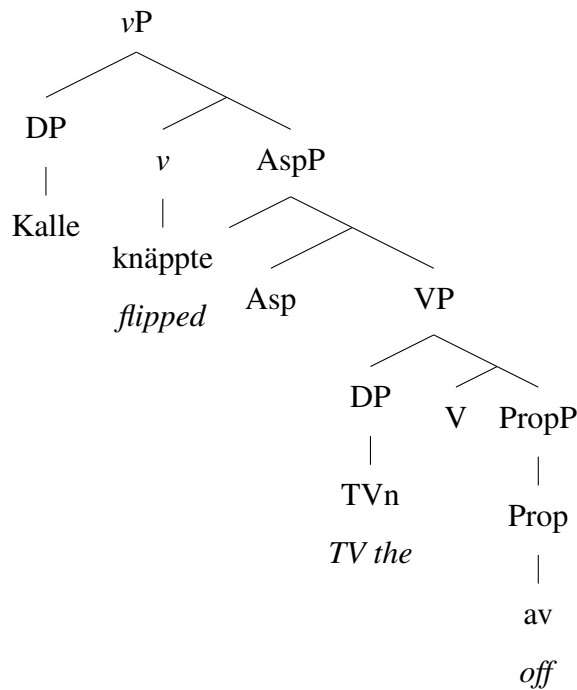 vP
DP
v AspP
Kalle
knäppte
flipped Asp VP
DP V PropP
TVn Prop
TV the
av
off